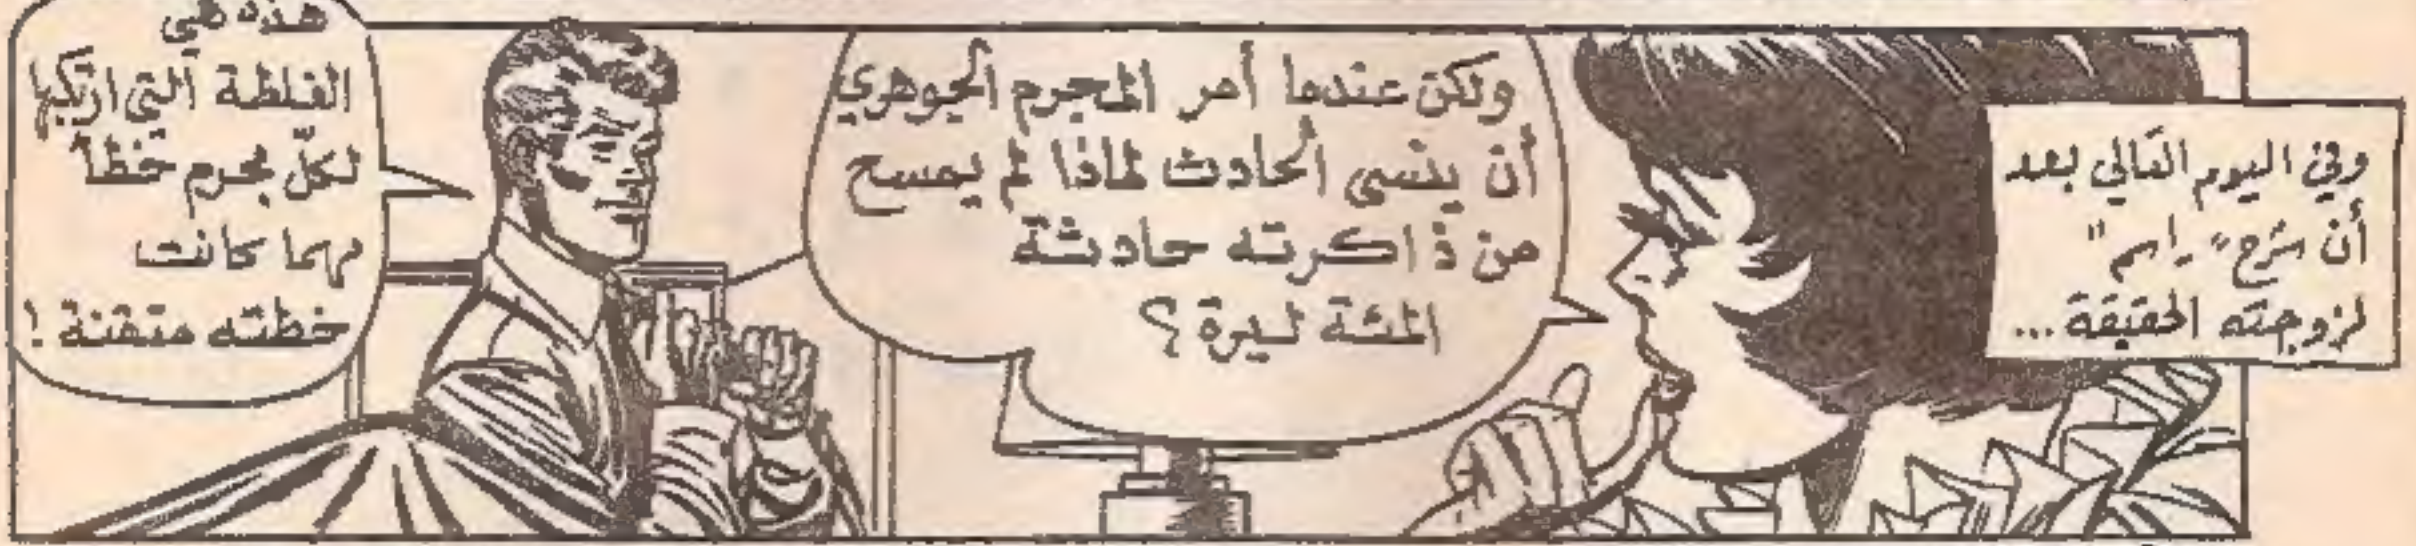 وفي اليوم التالي بعد
أن شرح "راسم"
لزوجته الحقيقة...
ولكن عندما أمر المجرم الجوهري
أن ينسى الحادث لماذا لم يمسح
من ذاكرته حادثة
المئة ليرة؟
هذه هي
الغلطة التي ارتكبها
لكلّ مجرم خطأ
مهما كانت
خطته متقنة!